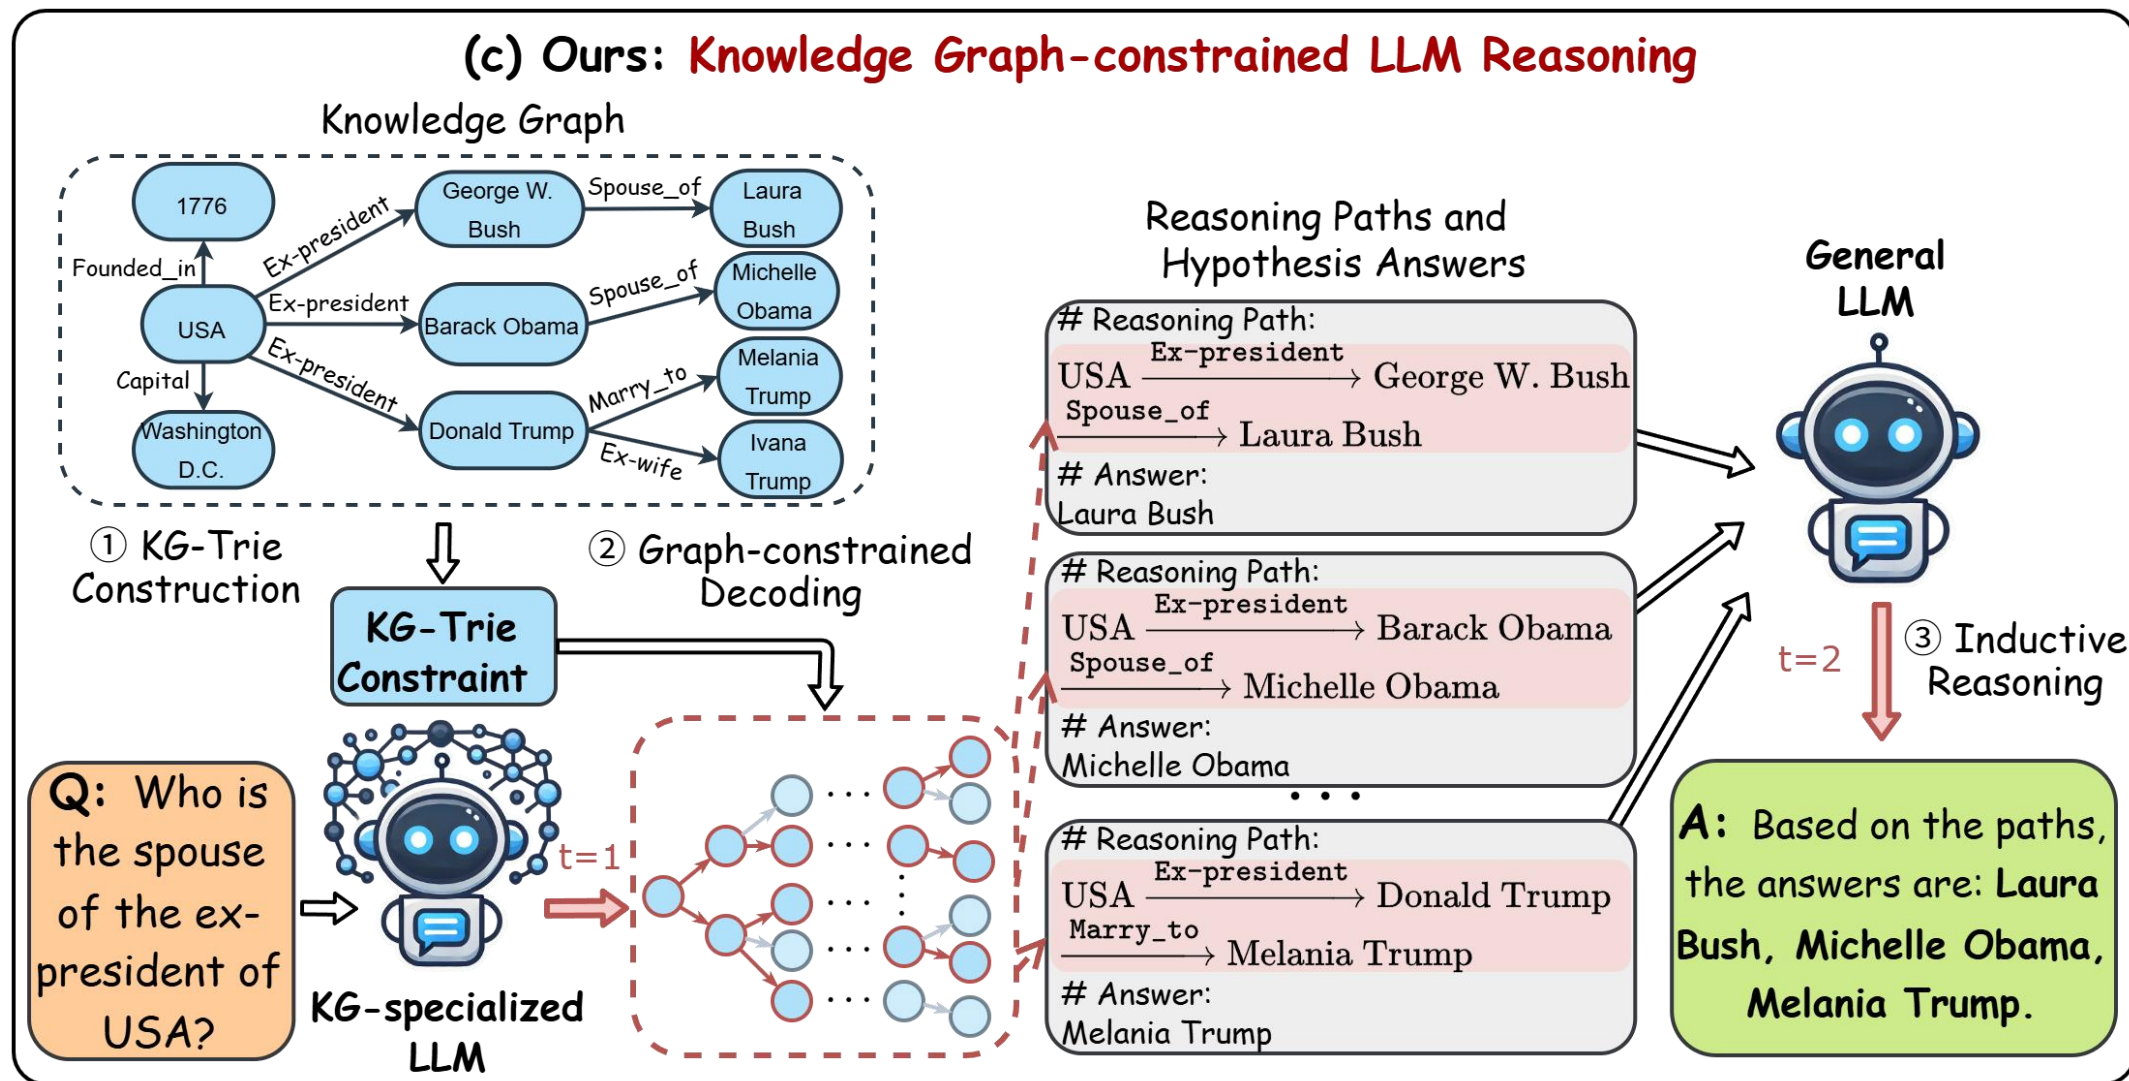 (c) Ours: Knowledge Graph-constrained LLM Reasoning
Knowledge Graph
1776
Founded_in
USA
Capital
Washington
D.C.
Ex-president
Ex-president
Ex-president
George W.
Bush
Barack Obama
Donald Trump
Spouse_of
Spouse_of
Marry_to
Ex-wife
Laura
Bush
Michelle
Obama
Melania
Trump
Ivana
Trump
① KG-Trie
Construction
② Graph-constrained
Decoding
KG-Trie
Constraint
Q: Who is
the spouse
of the ex-
president of
USA?
KG-specialized
LLM
t=1
Reasoning Paths and
Hypothesis Answers
# Reasoning Path:
Ex-president
USA ⟶ George W. Bush
Spouse_of
⟶ Laura Bush
# Answer:
Laura Bush
# Reasoning Path:
Ex-president
USA ⟶ Barack Obama
Spouse_of
⟶ Michelle Obama
# Answer:
Michelle Obama
...
# Reasoning Path:
Ex-president
USA ⟶ Donald Trump
Marry_to
⟶ Melania Trump
# Answer:
Melania Trump
General
LLM
t=2
③ Inductive
Reasoning
A: Based on the paths,
the answers are: Laura
Bush, Michelle Obama,
Melania Trump.